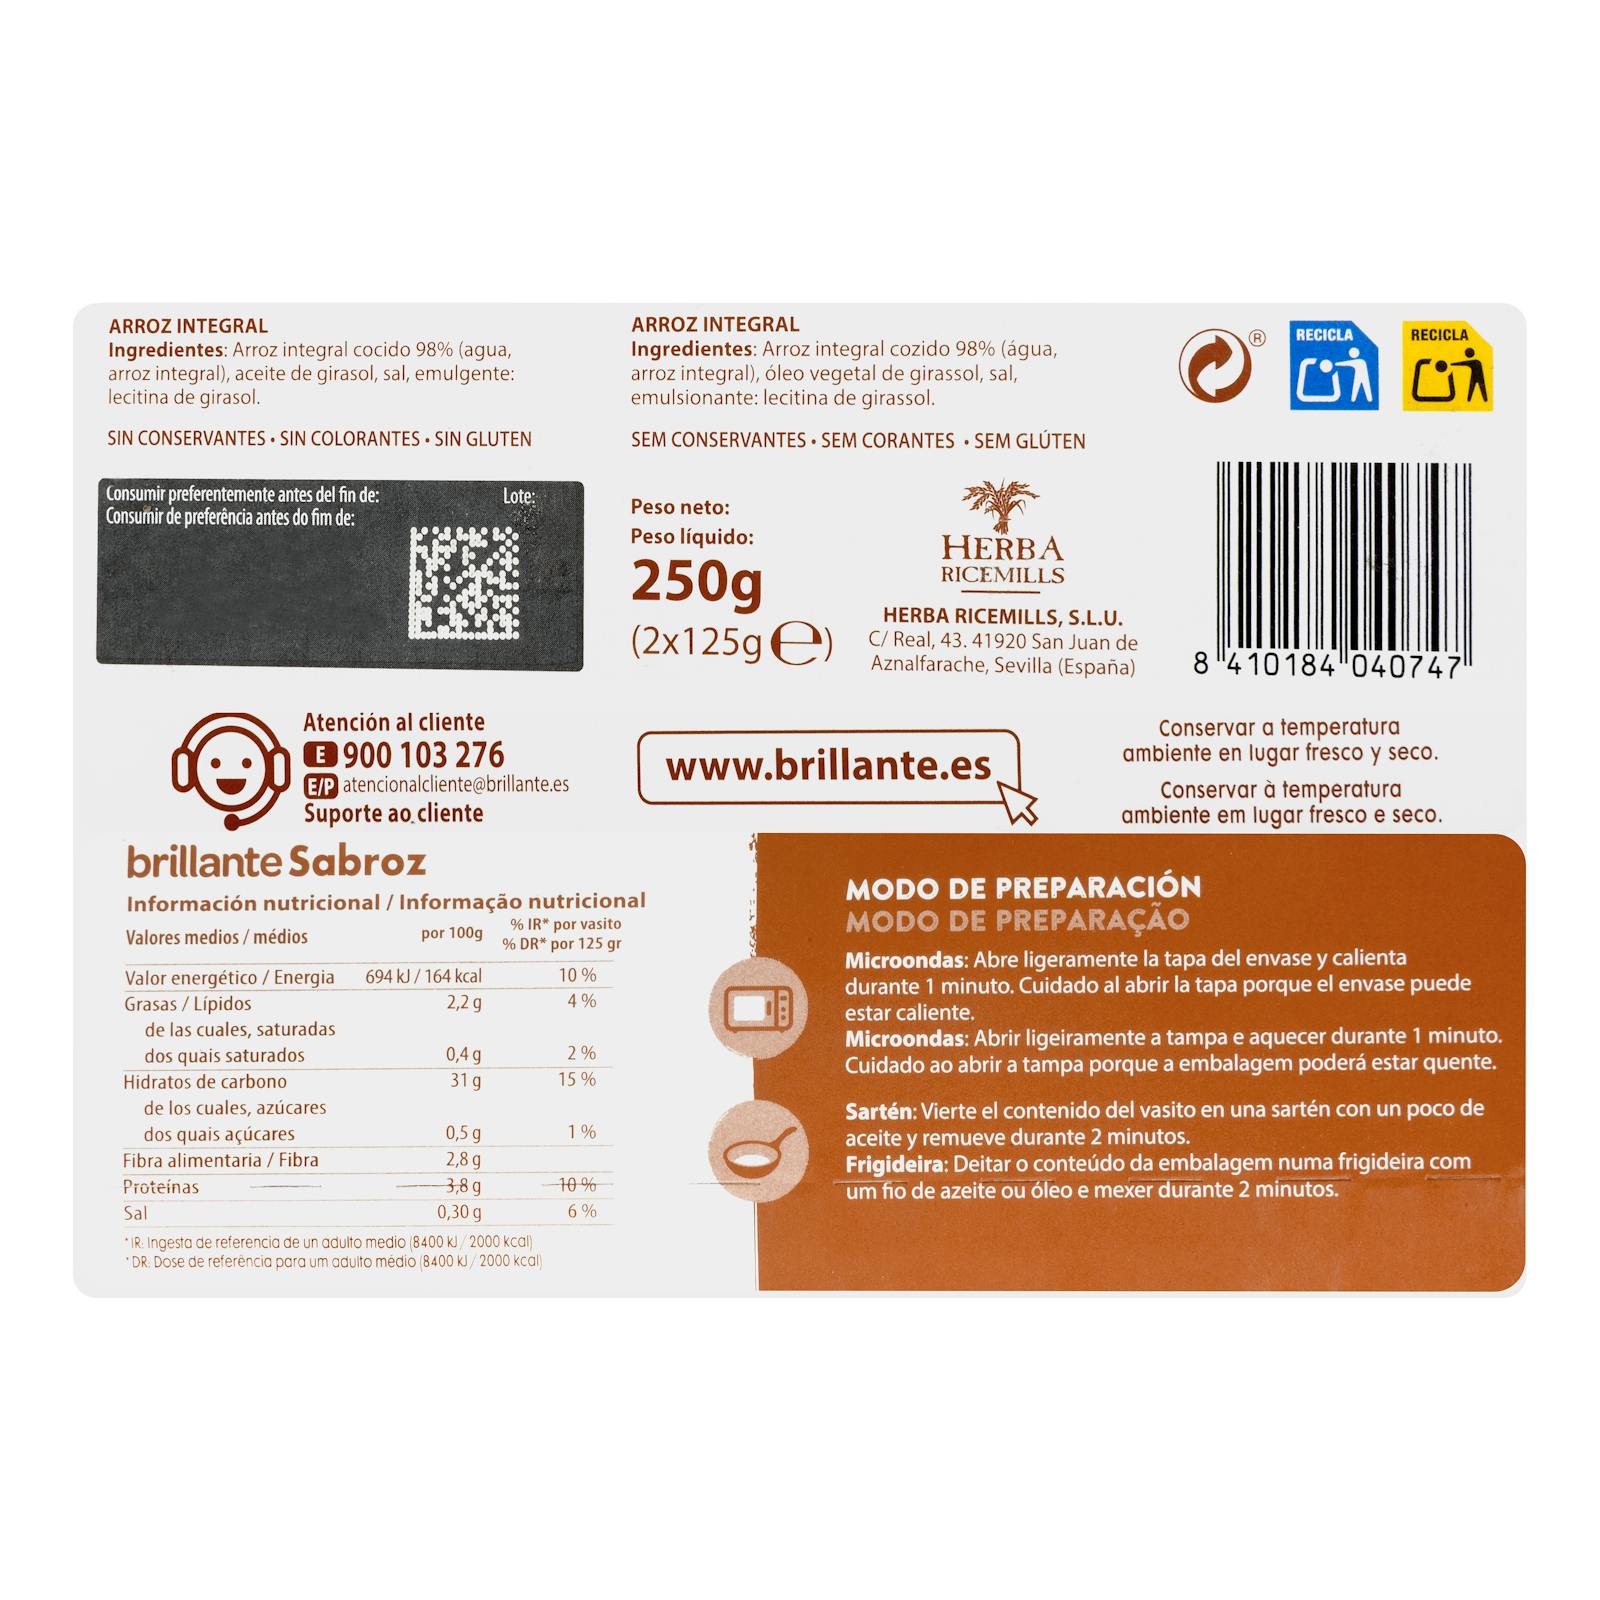 ARROZ INTEGRAL
Ingredientes: Arroz integral cocido 98% (agua,
arroz integral), aceite de girasol, sal, emulgente:
lecitina de girasol.
SIN CONSERVANTES • SIN COLORANTES • SIN GLUTEN
ARROZ INTEGRAL
Ingredientes: Arroz integral cozido 98% (água,
arroz integral), óleo vegetal de girassol, sal,
emulsionante: lecitina de girassol.
SEM CONSERVANTES • SEM CORANTES • SEM GLÚTEN
®
RECICLA
RECICLA
Consumir preferentemente antes del fin de:
Consumir de preferência antes do fim de:
Lote:
Peso neto:
Peso líquido:
250g
(2x125g ℮)
HERBA
RICEMILLS
HERBA RICEMILLS, S.L.U.
C/ Real, 43. 41920 San Juan de
Aznalfarache, Sevilla (España)
8 410184 040747
Atención al cliente
E 900 103 276
E/P atencionalcliente@brillante.es
Suporte ao cliente
www.brillante.es
Conservar a temperatura
ambiente en lugar fresco y seco.
Conservar à temperatura
ambiente em lugar fresco e seco.
brillante Sabroz
Información nutricional / Informação nutricional
Valores medios / médios por 100g % IR* por vasito
% DR* por 125 gr
Valor energético / Energia 694 kJ / 164 kcal 10 %
Grasas / Lípidos 2,2 g 4 %
de las cuales, saturadas
dos quais saturados 0,4 g 2 %
Hidratos de carbono 31 g 15 %
de los cuales, azúcares
dos quais açúcares 0,5 g 1 %
Fibra alimentaria / Fibra 2,8 g
Proteínas 3,8 g 10 %
Sal 0,30 g 6 %
*IR: Ingesta de referencia de un adulto medio (8400 kJ / 2000 kcal)
*DR: Dose de referência para um adulto médio (8400 kJ / 2000 kcal)
MODO DE PREPARACIÓN
MODO DE PREPARAÇÃO
Microondas: Abre ligeramente la tapa del envase y calienta
durante 1 minuto. Cuidado al abrir la tapa porque el envase puede
estar caliente.
Microondas: Abrir ligeiramente a tampa e aquecer durante 1 minuto.
Cuidado ao abrir a tampa porque a embalagem poderá estar quente.
Sartén: Vierte el contenido del vasito en una sartén con un poco de
aceite y remueve durante 2 minutos.
Frigideira: Deitar o conteúdo da embalagem numa frigideira com
um fio de azeite ou óleo e mexer durante 2 minutos.